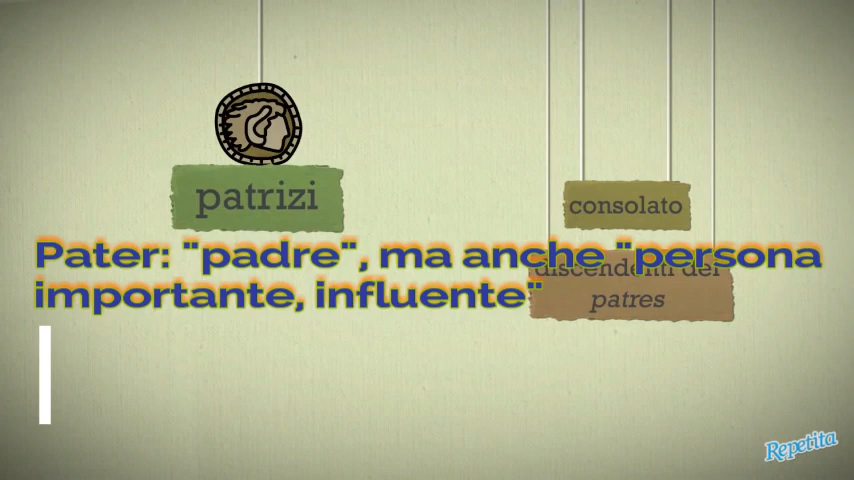 patrizi
consolato
Pater: "padre", ma anche "persona
importante, influente"
discendenti dei
patres
Repetita